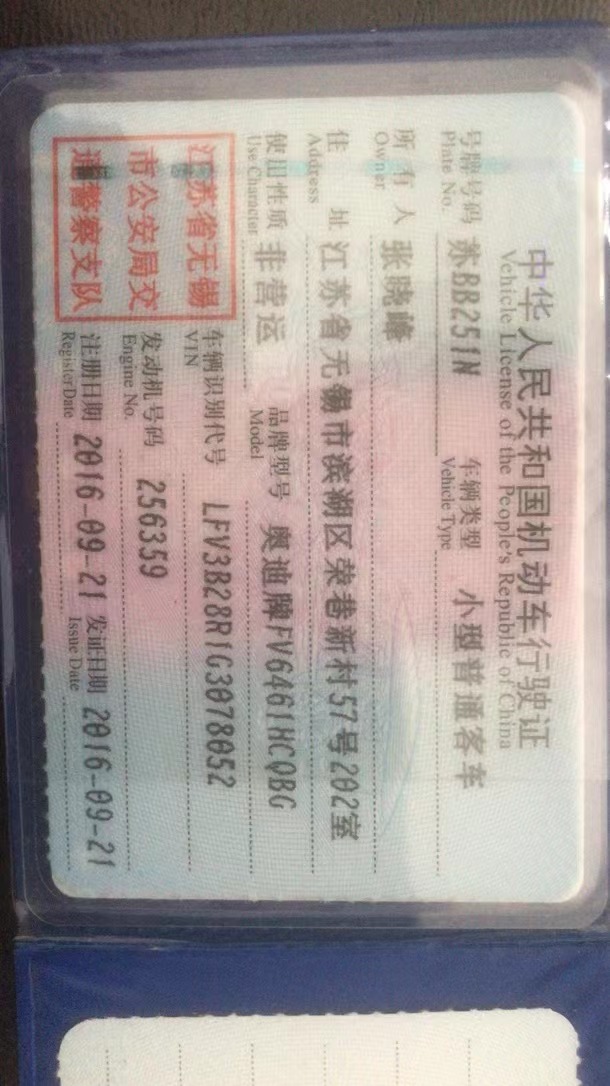 中华人民共和国机动车行驶证
Vehicle License of the People's Republic of China
号牌号码 苏BB251N 车辆类型 小型普通客车
Plate No. Vehicle Type
所有人 张晓峰
Owner
住址 江苏省无锡市滨湖区荣巷新村57号202室
Address
使用性质 非营运 品牌型号 奥迪牌FV6461HCQBG
Use Character Model
车辆识别代号 LFV3B28R1G3078052
VIN
发动机号码 256359
Engine No.
注册日期 2016-09-21 发证日期 2016-09-21
Register Date Issue Date
江苏省无锡
市公安局交
通警察支队